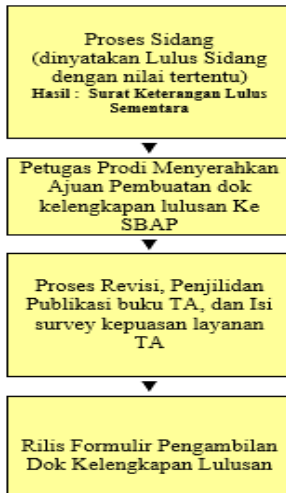 Proses Sidang
(dinyatakan Lulus Sidang
dengan nilai tertentu)
Hasil : Surat Keterangan Lulus
Sementara
Petugas Prodi Menyerahkan
Ajuan Pembuatan dok
kelengkapan lulusan Ke
SBAP
Proses Revisi, Penjilidan
Publikasi buku TA, dan Isi
survey kepuasan layanan
TA
Rilis Formulir Pengambilan
Dok Kelengkapan Lulusan